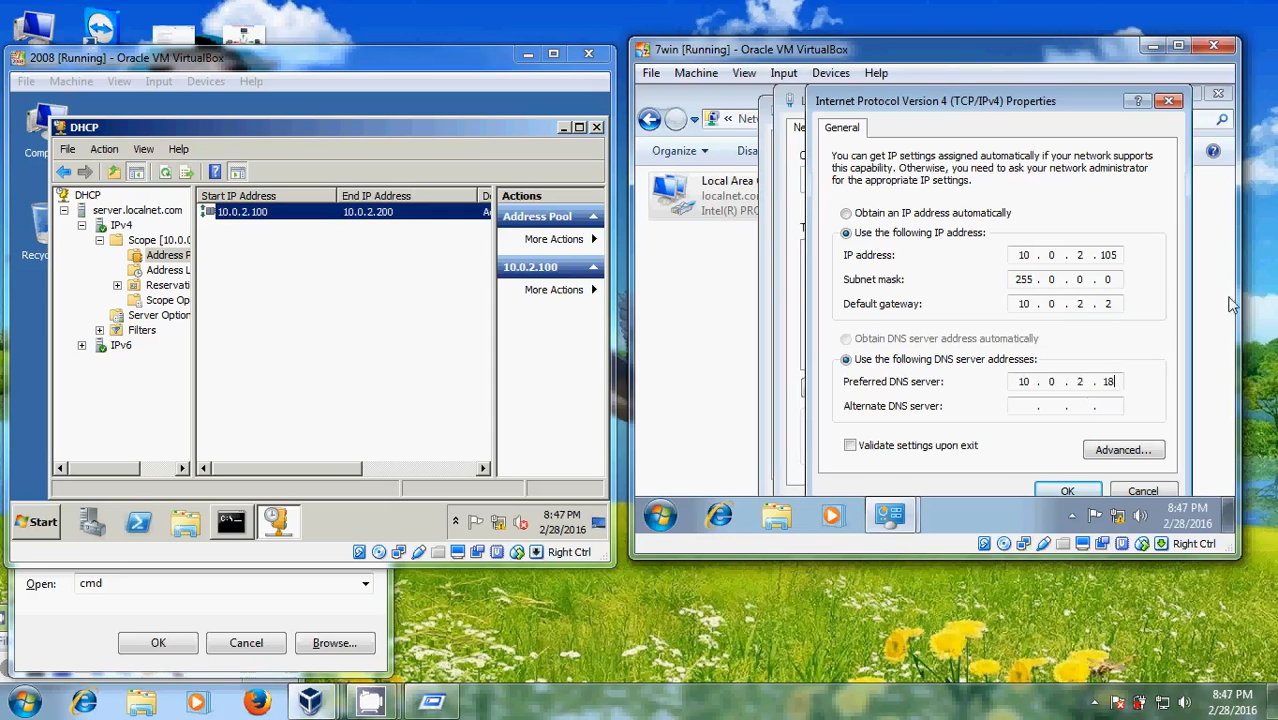 2008 [Running] - Oracle VM VirtualBox
File Machine View Input Devices Help
DHCP
File Action View Help
DHCP
server.localnet.com
IPv4
Scope [10.0.0
Address P
Address L
Reservati
Scope Op
Server Option
Filters
IPv6
Start IP Address End IP Address D
10.0.2.100 10.0.2.200 A
Actions
Address Pool
More Actions
10.0.2.100
More Actions
Start
8:47 PM
2/28/2016
Right Ctrl
Open: cmd
OK Cancel Browse...
7win [Running] - Oracle VM VirtualBox
File Machine View Input Devices Help
« Netw
Organize Disa
Local Area C
localnet.com
Intel(R) PRO
Ne
Internet Protocol Version 4 (TCP/IPv4) Properties
General
You can get IP settings assigned automatically if your network supports
this capability. Otherwise, you need to ask your network administrator
for the appropriate IP settings.
Obtain an IP address automatically
Use the following IP address:
IP address: 10 . 0 . 2 . 105
Subnet mask: 255 . 0 . 0 . 0
Default gateway: 10 . 0 . 2 . 2
Obtain DNS server address automatically
Use the following DNS server addresses:
Preferred DNS server: 10 . 0 . 2 . 18
Alternate DNS server: . . .
Validate settings upon exit
Advanced...
OK Cancel
8:47 PM
2/28/2016
Right Ctrl
8:47 PM
2/28/2016